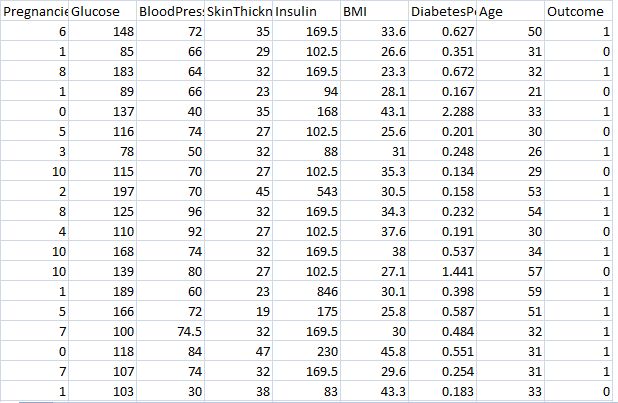 Pregnancie Glucose BloodPres SkinThickn Insulin BMI DiabetesP Age Outcome
6 148 72 35 169.5 33.6 0.627 50 1
1 85 66 29 102.5 26.6 0.351 31 0
8 183 64 32 169.5 23.3 0.672 32 1
1 89 66 23 94 28.1 0.167 21 0
0 137 40 35 168 43.1 2.288 33 1
5 116 74 27 102.5 25.6 0.201 30 0
3 78 50 32 88 31 0.248 26 1
10 115 70 27 102.5 35.3 0.134 29 0
2 197 70 45 543 30.5 0.158 53 1
8 125 96 32 169.5 34.3 0.232 54 1
4 110 92 27 102.5 37.6 0.191 30 0
10 168 74 32 169.5 38 0.537 34 1
10 139 80 27 102.5 27.1 1.441 57 0
1 189 60 23 846 30.1 0.398 59 1
5 166 72 19 175 25.8 0.587 51 1
7 100 74.5 32 169.5 30 0.484 32 1
0 118 84 47 230 45.8 0.551 31 1
7 107 74 32 169.5 29.6 0.254 31 1
1 103 30 38 83 43.3 0.183 33 0